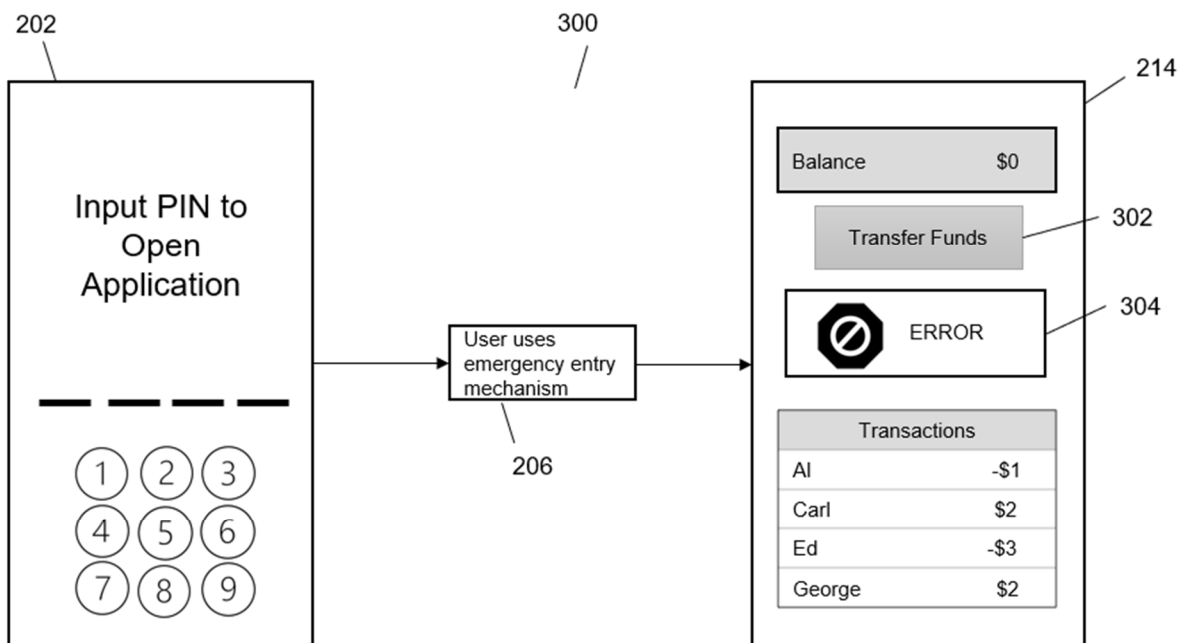 202
300
214
Input PIN to
Open
Application
1 2 3
4 5 6
7 8 9
User uses
emergency entry
mechanism
206
Balance $0
Transfer Funds
302
ERROR
304
Transactions
Al -$1
Carl $2
Ed -$3
George $2